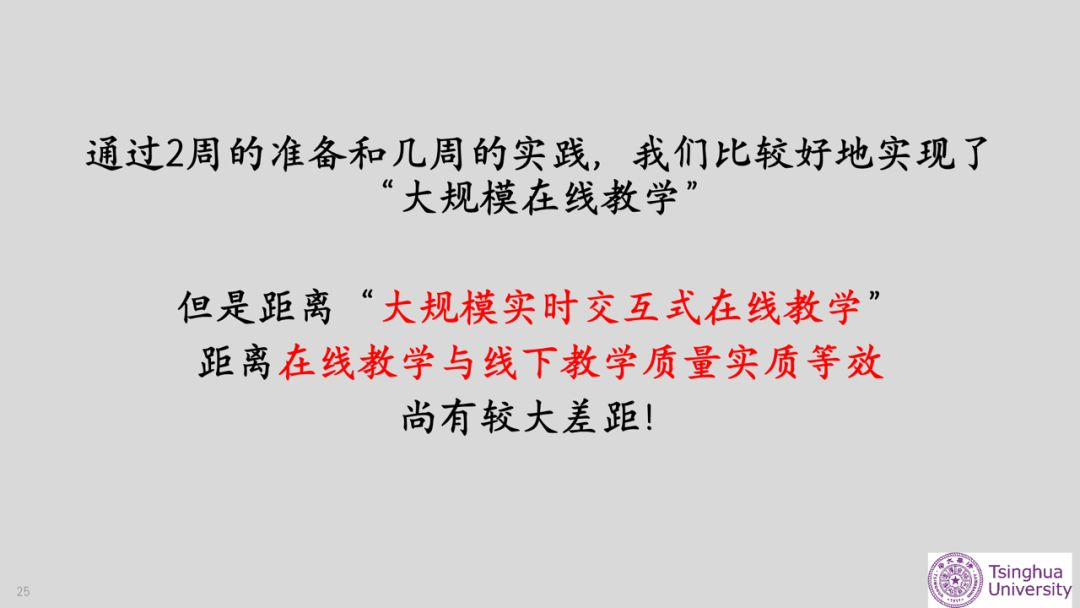 通过2周的准备和几周的实践，我们比较好地实现了
“大规模在线教学”
但是距离“大规模实时交互式在线教学”
距离在线教学与线下教学质量实质等效
尚有较大差距！
25
Tsinghua
University